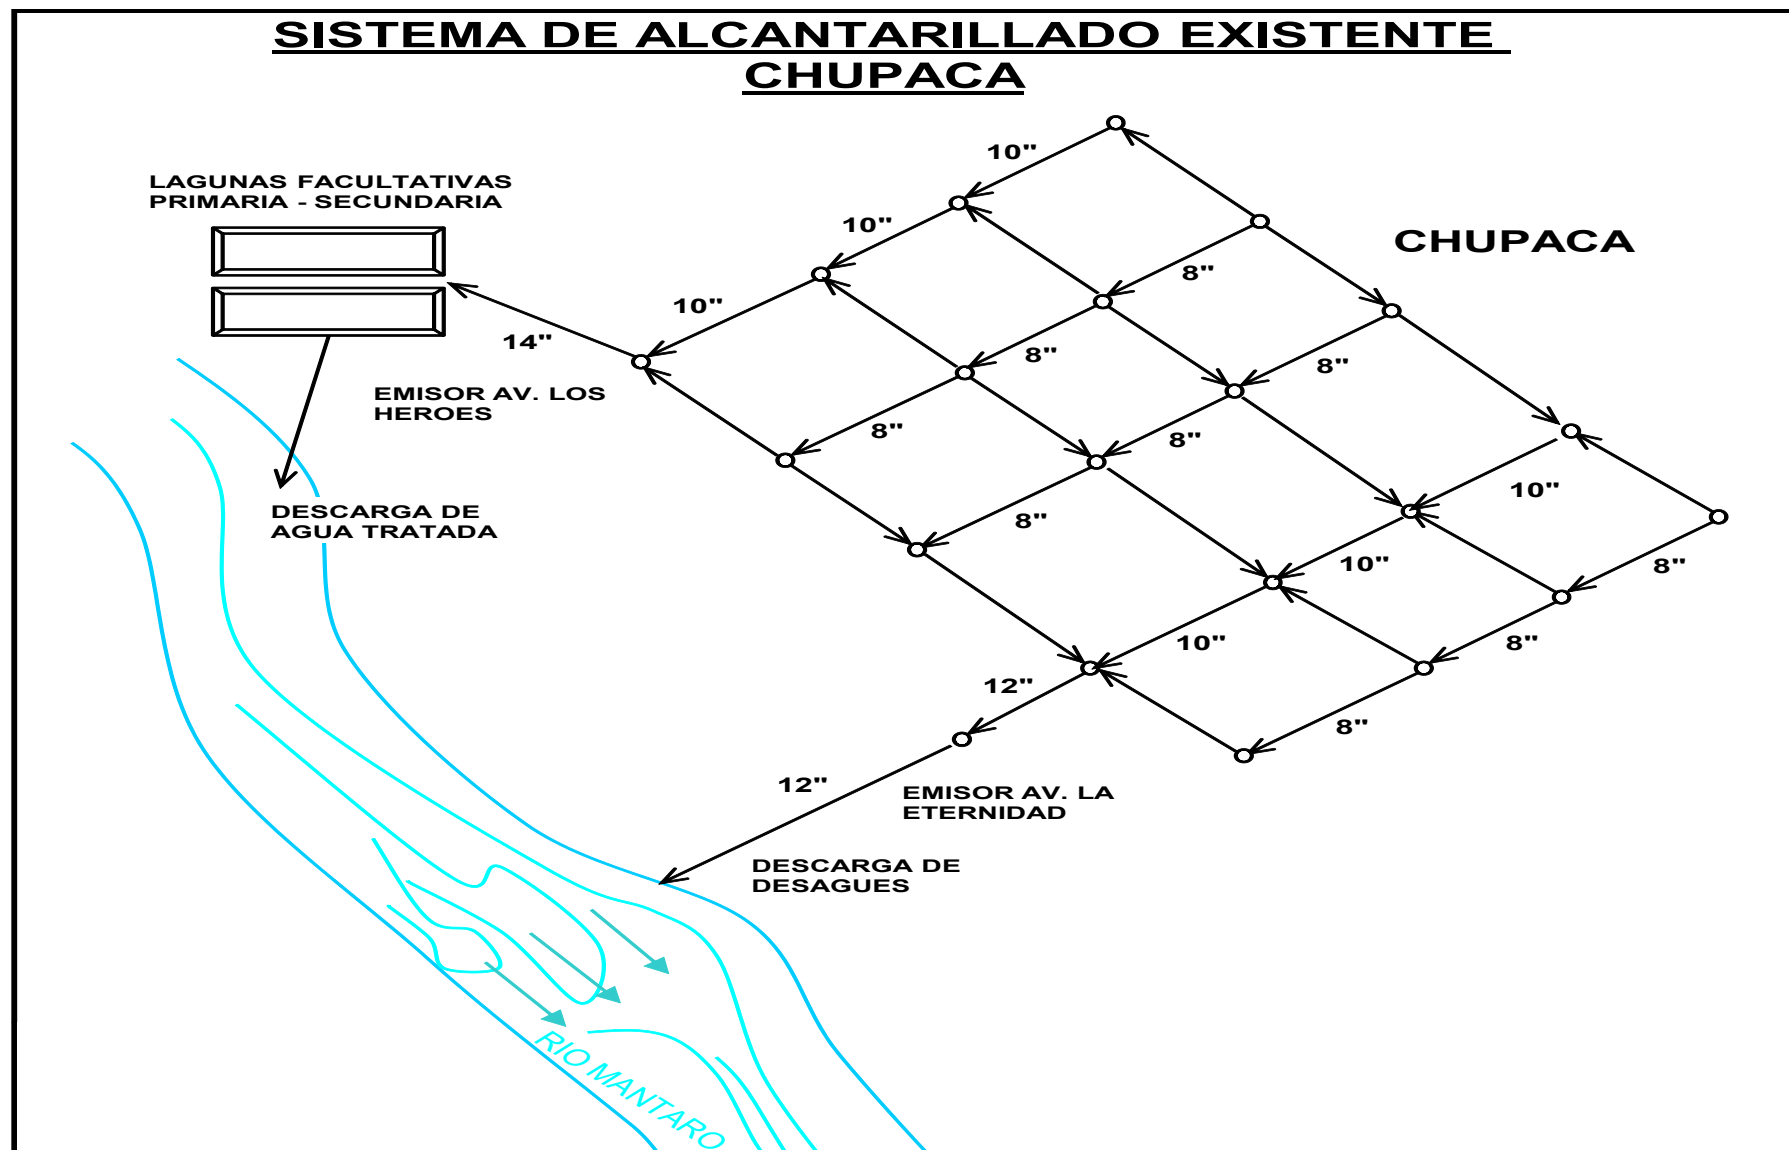 SISTEMA DE ALCANTARILLADO EXISTENTE
CHUPACA
10"
LAGUNAS FACULTATIVAS
PRIMARIA - SECUNDARIA
10"
CHUPACA
8"
10"
14"
8"
8"
EMISOR AV. LOS
HEROES
8"
8"
10"
DESCARGA DE
AGUA TRATADA
8"
10"
8"
10"
8"
12"
8"
12"
EMISOR AV. LA
ETERNIDAD
DESCARGA DE
DESAGUES
RIO MANTARO